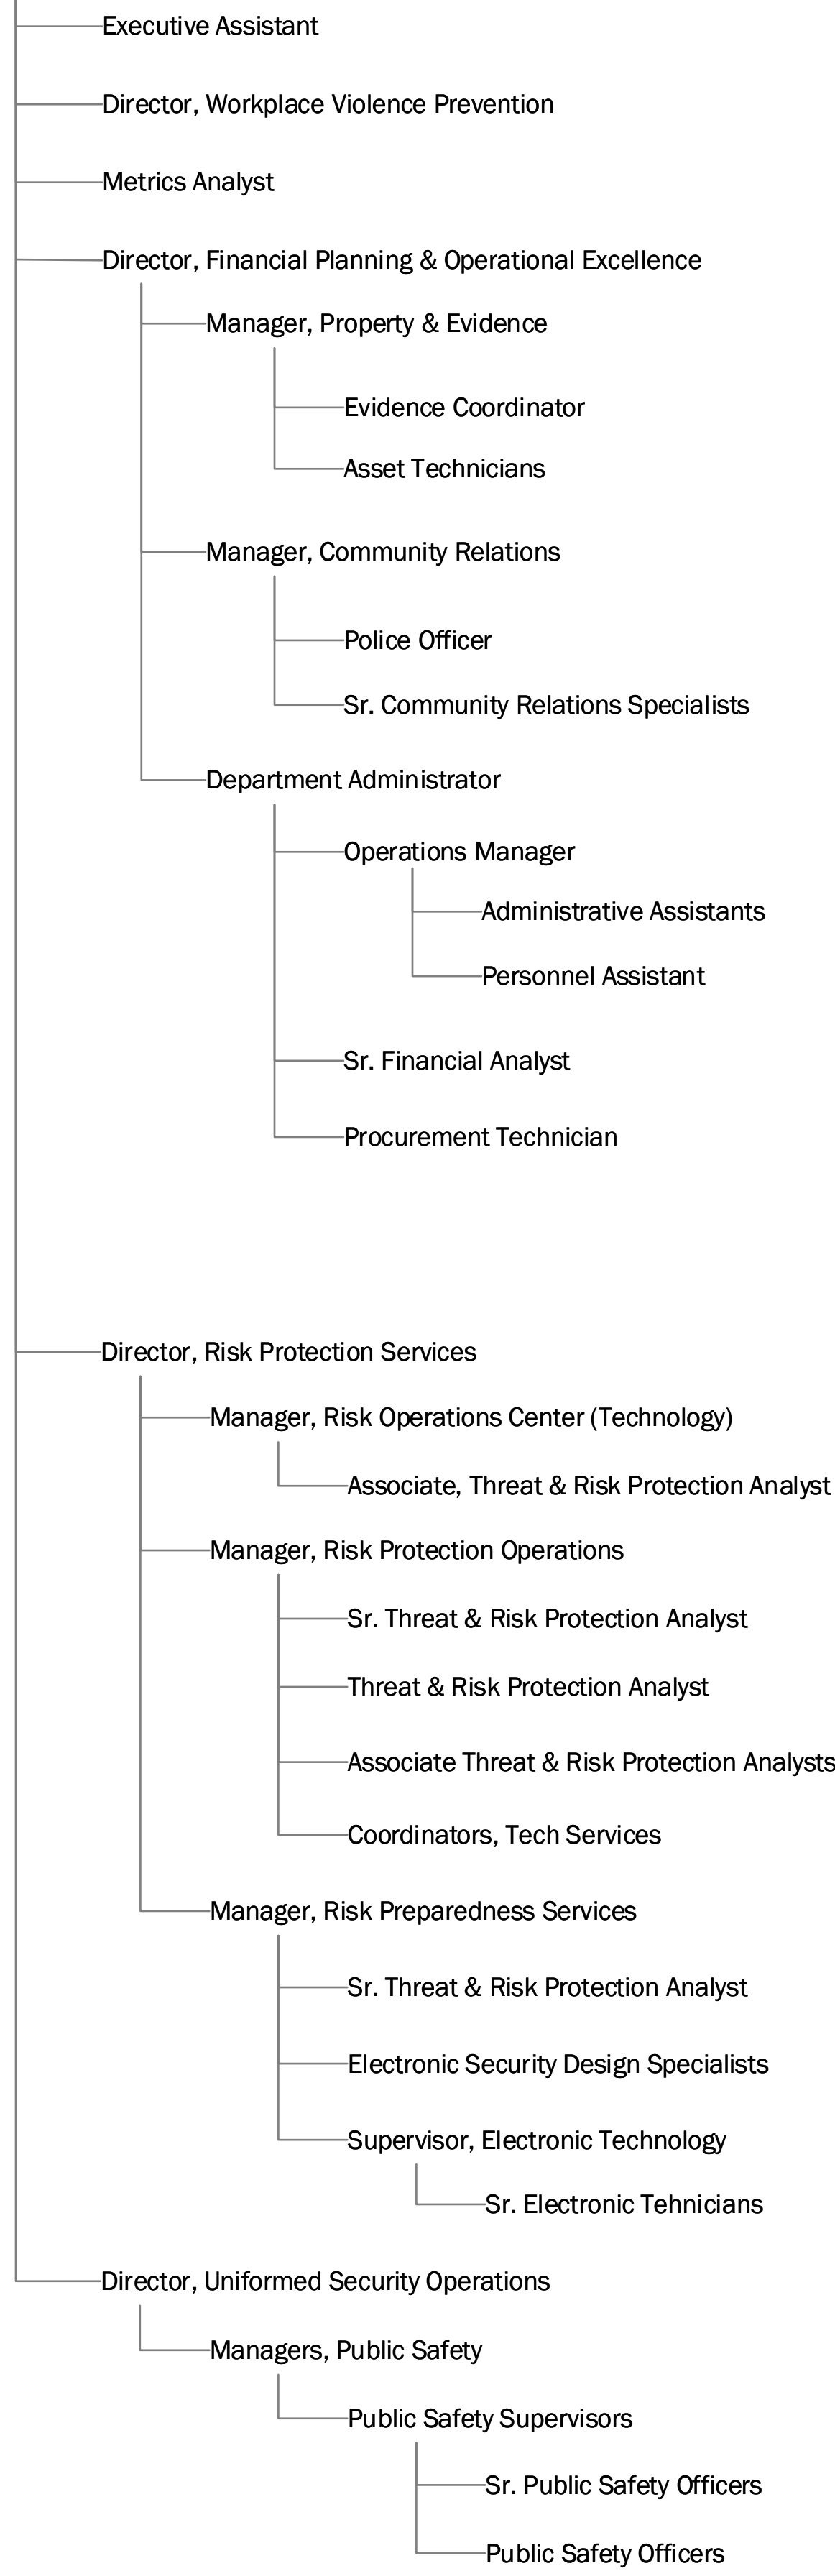 Executive Assistant
Director, Workplace Violence Prevention
Metrics Analyst
Director, Financial Planning & Operational Excellence
Manager, Property & Evidence
Evidence Coordinator
Asset Technicians
Manager, Community Relations
Police Officer
Sr. Community Relations Specialists
Department Administrator
Operations Manager
Administrative Assistants
Personnel Assistant
Sr. Financial Analyst
Procurement Technician
Director, Risk Protection Services
Manager, Risk Operations Center (Technology)
Associate, Threat & Risk Protection Analyst
Manager, Risk Protection Operations
Sr. Threat & Risk Protection Analyst
Threat & Risk Protection Analyst
Associate Threat & Risk Protection Analysts
Coordinators, Tech Services
Manager, Risk Preparedness Services
Sr. Threat & Risk Protection Analyst
Electronic Security Design Specialists
Supervisor, Electronic Technology
Sr. Electronic Tehnicians
Director, Uniformed Security Operations
Managers, Public Safety
Public Safety Supervisors
Sr. Public Safety Officers
Public Safety Officers